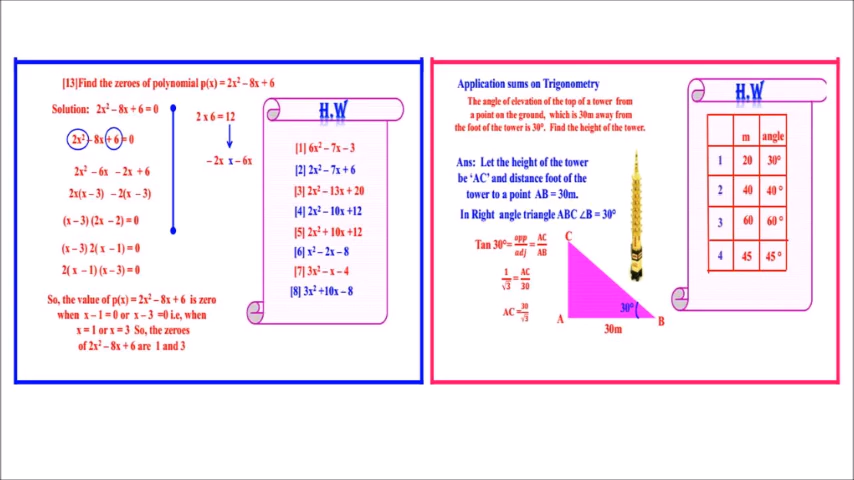 [13]Find the zeroes of polynomial p(x) = 2x² – 8x + 6
Solution: 2x² – 8x + 6 = 0
2x² – 8x + 6 = 0
2x² – 6x – 2x + 6
2x(x – 3) – 2(x – 3)
(x – 3) (2x – 2) = 0
(x – 3) 2( x – 1) = 0
2( x – 1) (x – 3) = 0
So, the value of p(x) = 2x² – 8x + 6 is zero
when x – 1 = 0 or x – 3 =0 i.e, when
x = 1 or x = 3 So, the zeroes
of 2x² – 8x + 6 are 1 and 3
2 x 6 = 12
– 2x x – 6x
H.W
[1] 6x² – 7x – 3
[2] 2x² – 7x + 6
[3] 2x² – 13x + 20
[4] 2x² – 10x +12
[5] 2x² + 10x +12
[6] x² – 2x – 8
[7] 3x² – x – 4
[8] 3x² +10x – 8
Application sums on Trigonometry
The angle of elevation of the top of a tower from
a point on the ground, which is 30m away from
the foot of the tower is 30°. Find the height of the tower.
Ans: Let the height of the tower
be ‘AC’ and distance foot of the
tower to a point AB = 30m.
In Right angle triangle ABC ∠B = 30°
Tan 30°= opp/adj = AC/AB
1/√3 = AC/30
AC = 30/√3
C
30°
A
B
30m
H.W
m angle
1 20 30°
2 40 40°
3 60 60°
4 45 45°